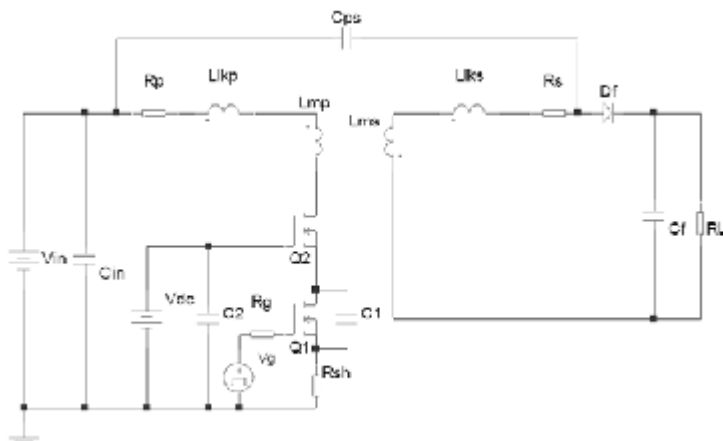 Cps
Rp
Llkp
Lmp
Llks
Rs
Df
Lms
Vin
Cin
Vdc
C2
Rg
Vg
Q2
Q1
C1
Rsh
Cf
RL